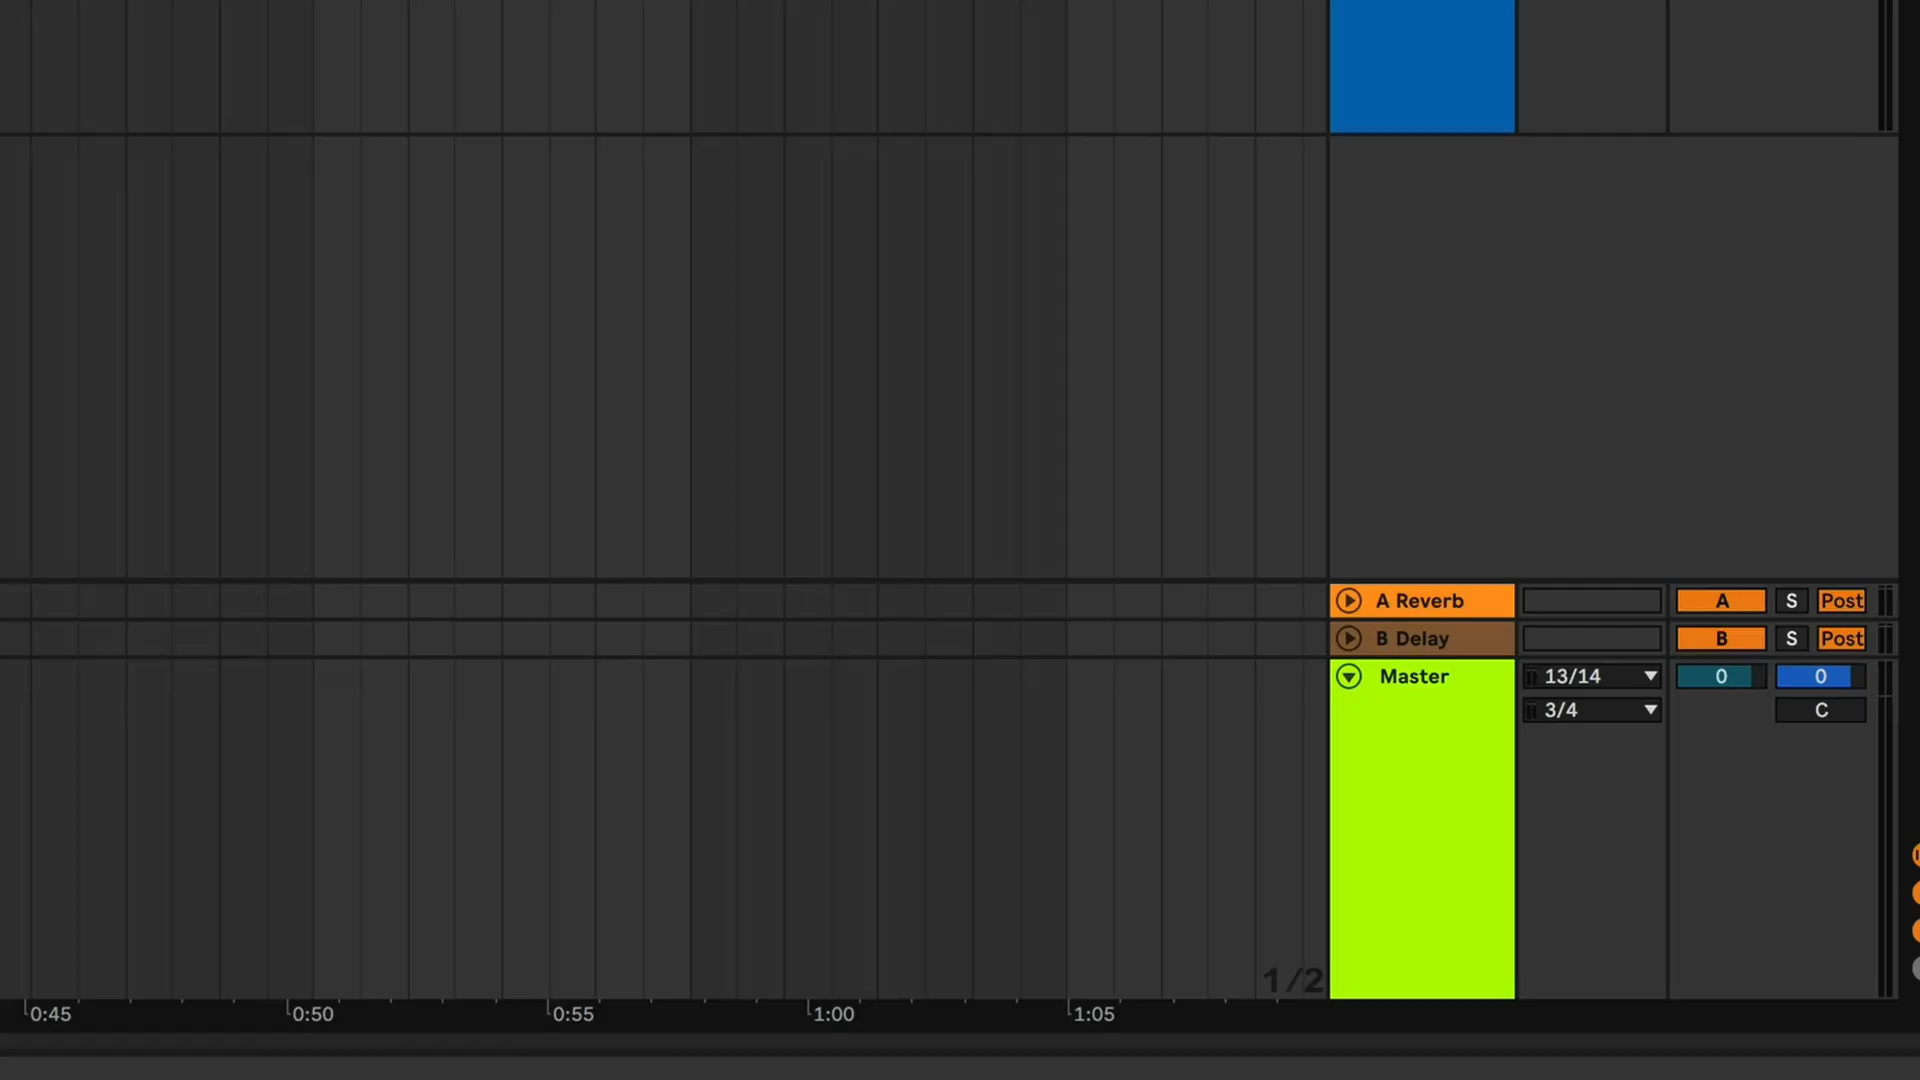 A Reverb A S Post
B Delay B S Post
Master 13/14 0 0
3/4 C
1/2
0:45 0:50 0:55 1:00 1:05